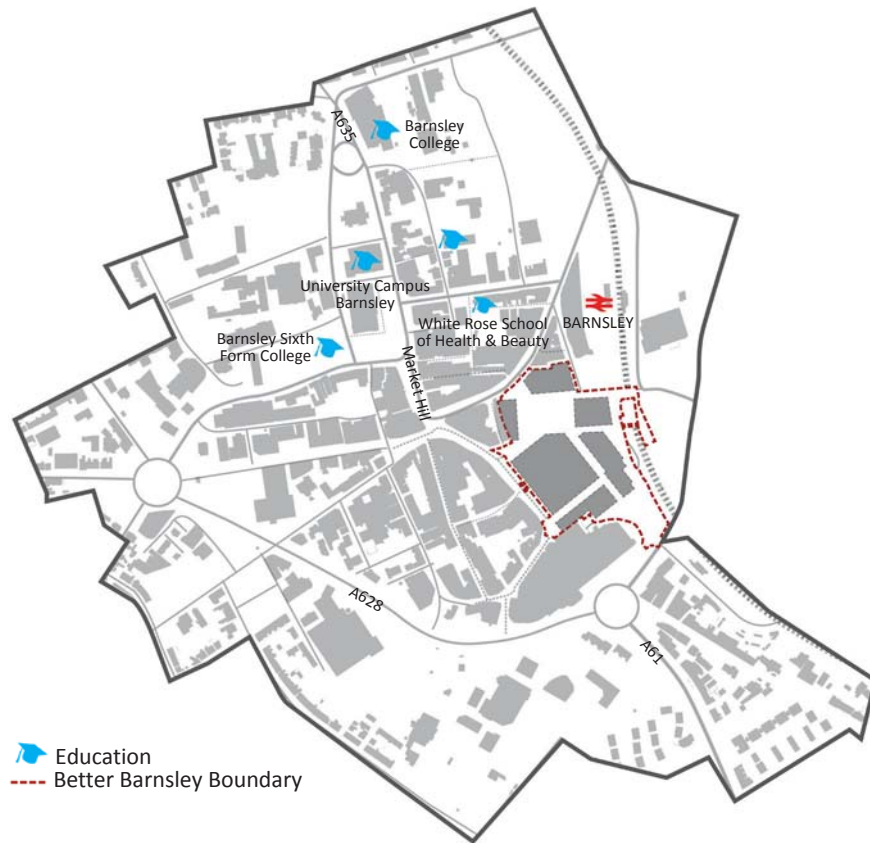 A635
Barnsley
College
University Campus
Barnsley
White Rose School
of Health & Beauty
BARNSLEY
Barnsley Sixth
Form College
Market Hill
A628
A61
Education
Better Barnsley Boundary